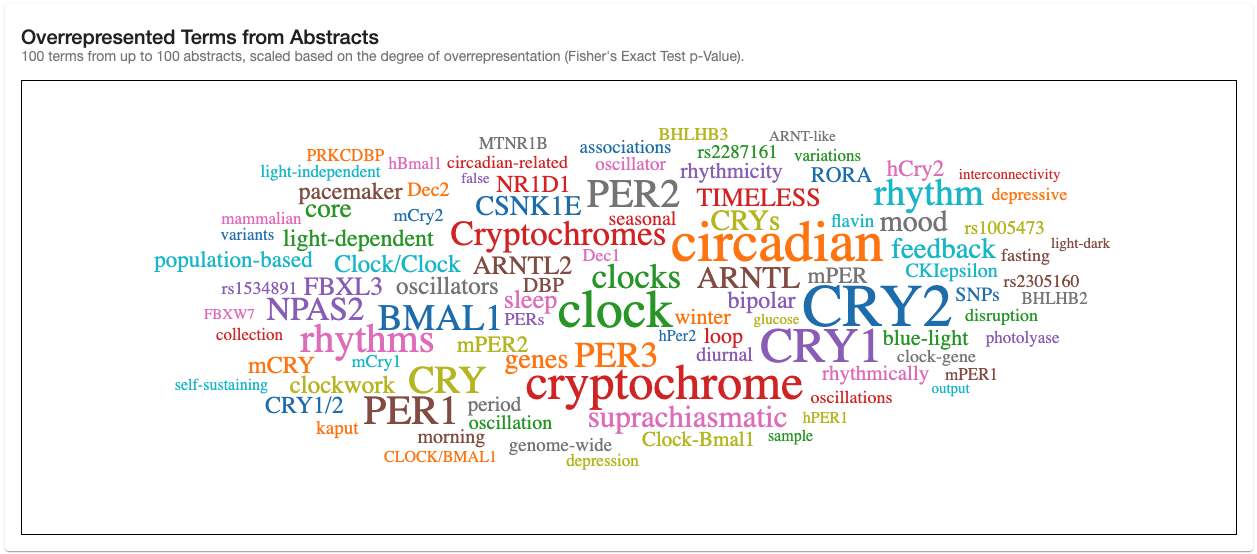 Overrepresented Terms from Abstracts
100 terms from up to 100 abstracts, scaled based on the degree of overrepresentation (Fisher's Exact Test p-Value).
BHLHB3 ARNT-like
MTNR1B associations rs2287161 variations
PRKCDBP hBmal1 circadian-related oscillator rhythmicity RORA hCry2 interconnectivity
light-independent false NR1D1 PER2 TIMELESS rhythm depressive
pacemaker Dec2 CSNK1E
core mCry2 seasonal CRYs flavin mood rs1005473
mammalian
variants light-dependent Cryptochromes circadian feedback light-dark
population-based Clock/Clock ARNTL2 Dec1 fasting
clocks ARNTL mPER CKIepsilon rs2305160
rs1534891 FBXL3 oscillators DBP
NPAS2 sleep bipolar CRY2 SNPs BHLHB2
FBXW7 BMAL1 PERs clock winter glucose disruption
collection rhythms mPER2 hPer2 loop CRY1 blue-light photolyase
mCRY mCry1 genes PER3 diurnal clock-gene
self-sustaining clockwork CRY cryptochrome rhythmically mPER1
output
CRY1/2 PER1 period oscillations
kaput oscillation suprachiasmatic hPER1
morning genome-wide Clock-Bmal1 sample
CLOCK/BMAL1 depression